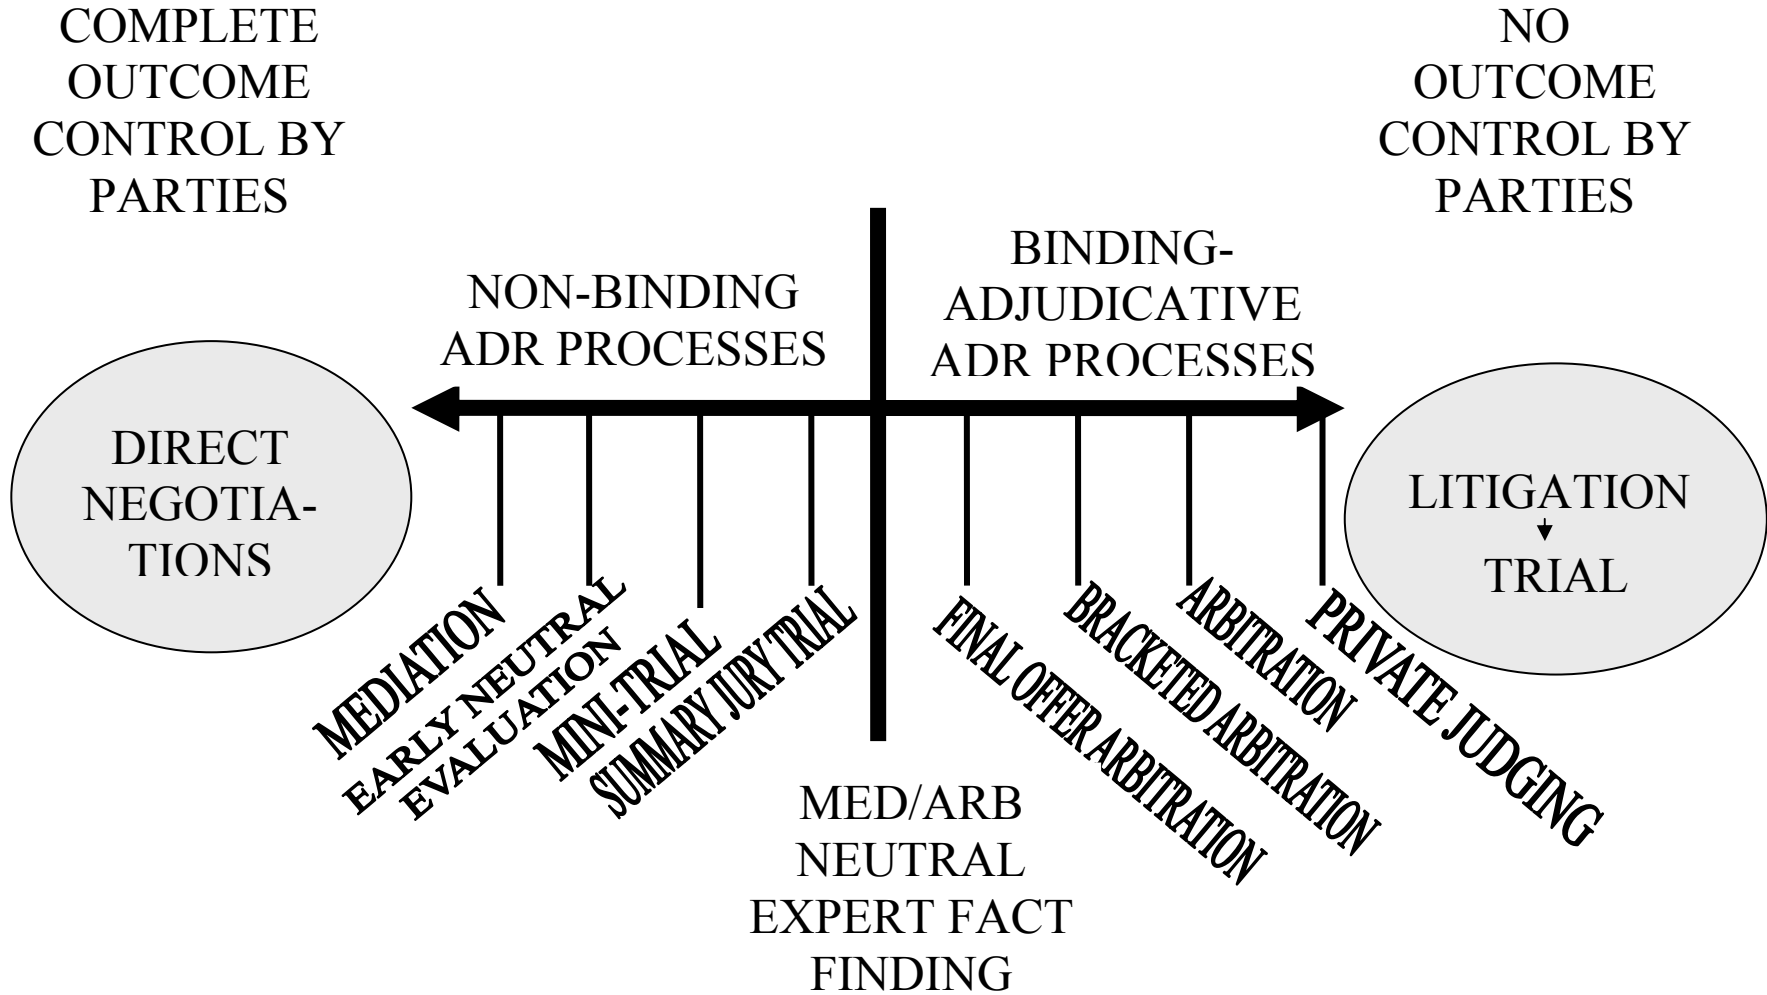 COMPLETE
OUTCOME
CONTROL BY
PARTIES
NO
OUTCOME
CONTROL BY
PARTIES
NON-BINDING
ADR PROCESSES
BINDING-
ADJUDICATIVE
ADR PROCESSES
DIRECT
NEGOTIA-
TIONS
LITIGATION
TRIAL
MEDIATION
EARLY NEUTRAL
EVALUATION
MINI-TRIAL
SUMMARY JURY TRIAL
FINAL OFFER ARBITRATION
BRACKETED ARBITRATION
ARBITRATION
PRIVATE JUDGING
MED/ARB
NEUTRAL
EXPERT FACT
FINDING